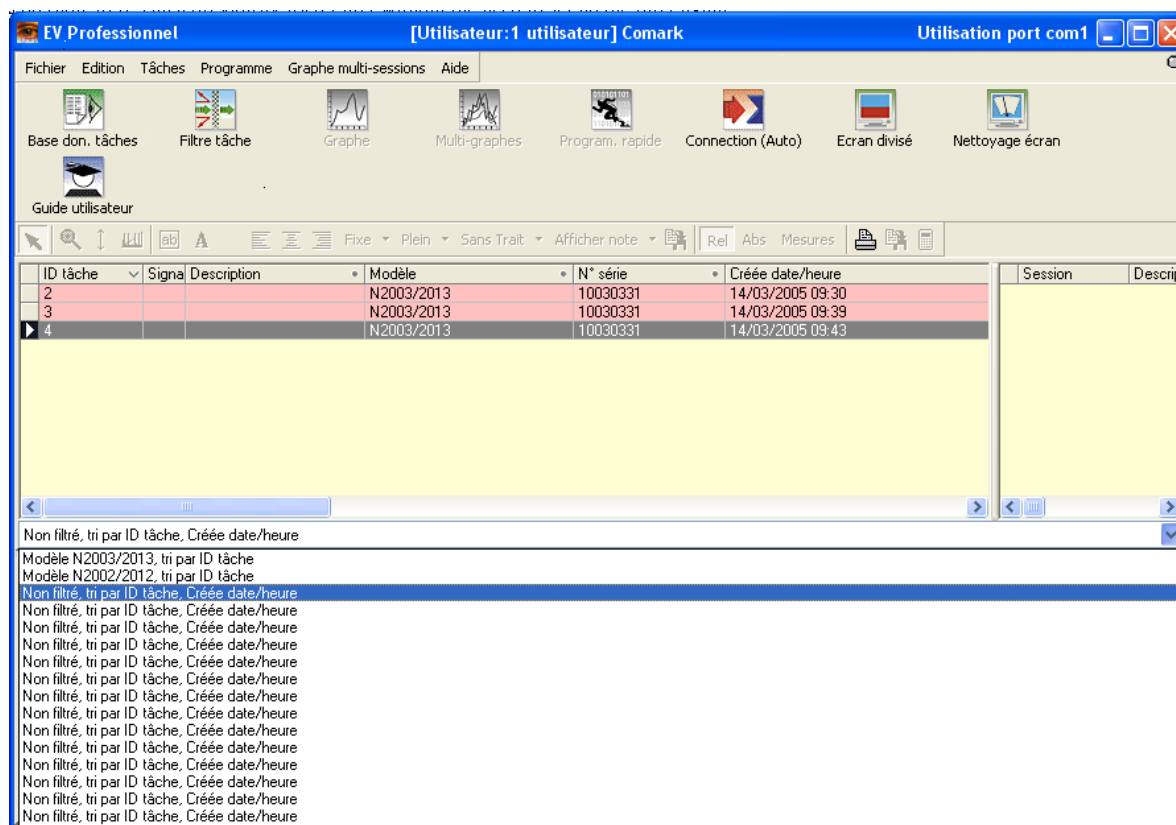 EV Professionnel [Utilisateur:1 utilisateur] Comark Utilisation port com1
Fichier Edition Tâches Programme Graphe multi-sessions Aide
Base don. tâches Filtre tâche Graphe Multi-graphes Program. rapide Connection (Auto) Ecran divisé Nettoyage écran
Guide utilisateur
ab A Fixe Plein Sans Trait Afficher note Rel Abs Mesures
ID tâche Signa Description Modèle N° série Créée date/heure Session Descrip
2 N2003/2013 10030331 14/03/2005 09:30
3 N2003/2013 10030331 14/03/2005 09:39
4 N2003/2013 10030331 14/03/2005 09:43
Non filtré, tri par ID tâche, Créée date/heure
Modèle N2003/2013, tri par ID tâche
Modèle N2002/2012, tri par ID tâche
Non filtré, tri par ID tâche, Créée date/heure
Non filtré, tri par ID tâche, Créée date/heure
Non filtré, tri par ID tâche, Créée date/heure
Non filtré, tri par ID tâche, Créée date/heure
Non filtré, tri par ID tâche, Créée date/heure
Non filtré, tri par ID tâche, Créée date/heure
Non filtré, tri par ID tâche, Créée date/heure
Non filtré, tri par ID tâche, Créée date/heure
Non filtré, tri par ID tâche, Créée date/heure
Non filtré, tri par ID tâche, Créée date/heure
Non filtré, tri par ID tâche, Créée date/heure
Non filtré, tri par ID tâche, Créée date/heure
Non filtré, tri par ID tâche, Créée date/heure
Non filtré, tri par ID tâche, Créée date/heure